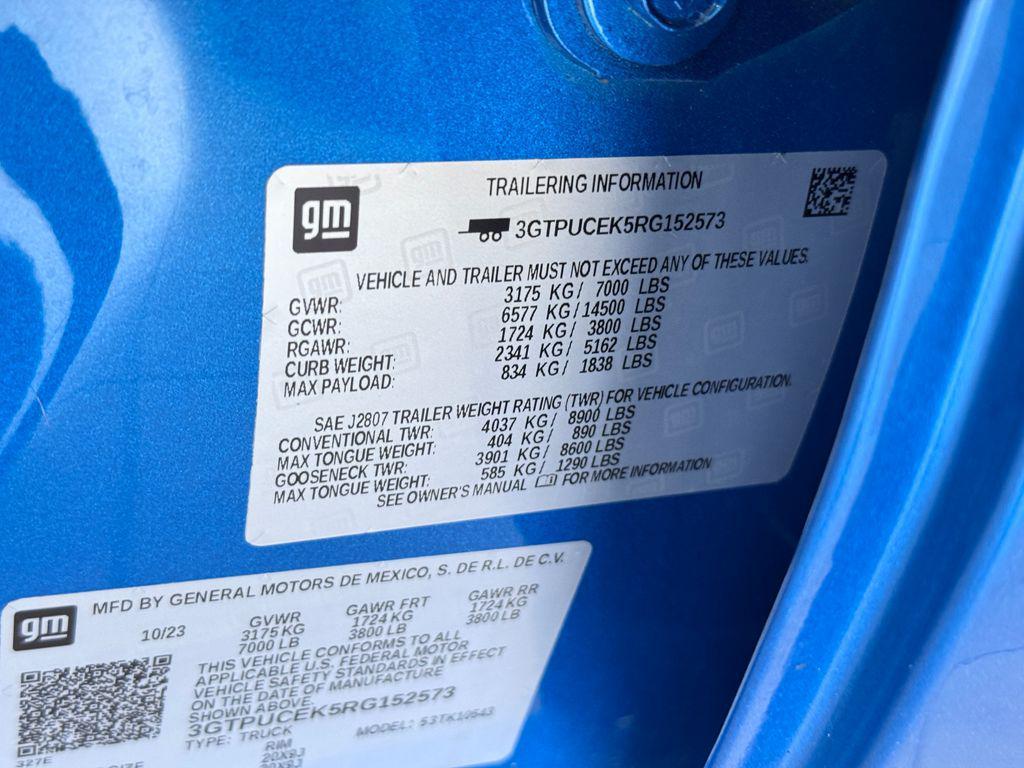 gm
TRAILERING INFORMATION
3GTPUCEK5RG152573
VEHICLE AND TRAILER MUST NOT EXCEED ANY OF THESE VALUES.
GVWR: 3175 KG/ 7000 LBS
GCWR: 6577 KG/14500 LBS
RGAWR: 1724 KG/ 3800 LBS
CURB WEIGHT: 2341 KG/ 5162 LBS
MAX PAYLOAD: 834 KG/ 1838 LBS
SAE J2807 TRAILER WEIGHT RATING (TWR) FOR VEHICLE CONFIGURATION.
CONVENTIONAL TWR: 4037 KG/ 8900 LBS
MAX TONGUE WEIGHT: 404 KG/ 890 LBS
GOOSENECK TWR: 3901 KG/ 8600 LBS
MAX TONGUE WEIGHT: 585 KG/ 1290 LBS
SEE OWNER'S MANUAL FOR MORE INFORMATION
gm
MFD BY GENERAL MOTORS DE MEXICO, S. DE R.L. DE C.V.
10/23 GVWR GAWR FRT GAWR RR
3175 KG 1724 KG 1724 KG
7000 LB 3800 LB 3800 LB
THIS VEHICLE CONFORMS TO ALL
APPLICABLE U.S. FEDERAL MOTOR
VEHICLE SAFETY STANDARDS IN EFFECT
ON THE DATE OF MANUFACTURE
SHOWN ABOVE.
3GTPUCEK5RG152573
TYPE: TRUCK MODEL: 53TK10543
327E RIM
20X9J
20X9J